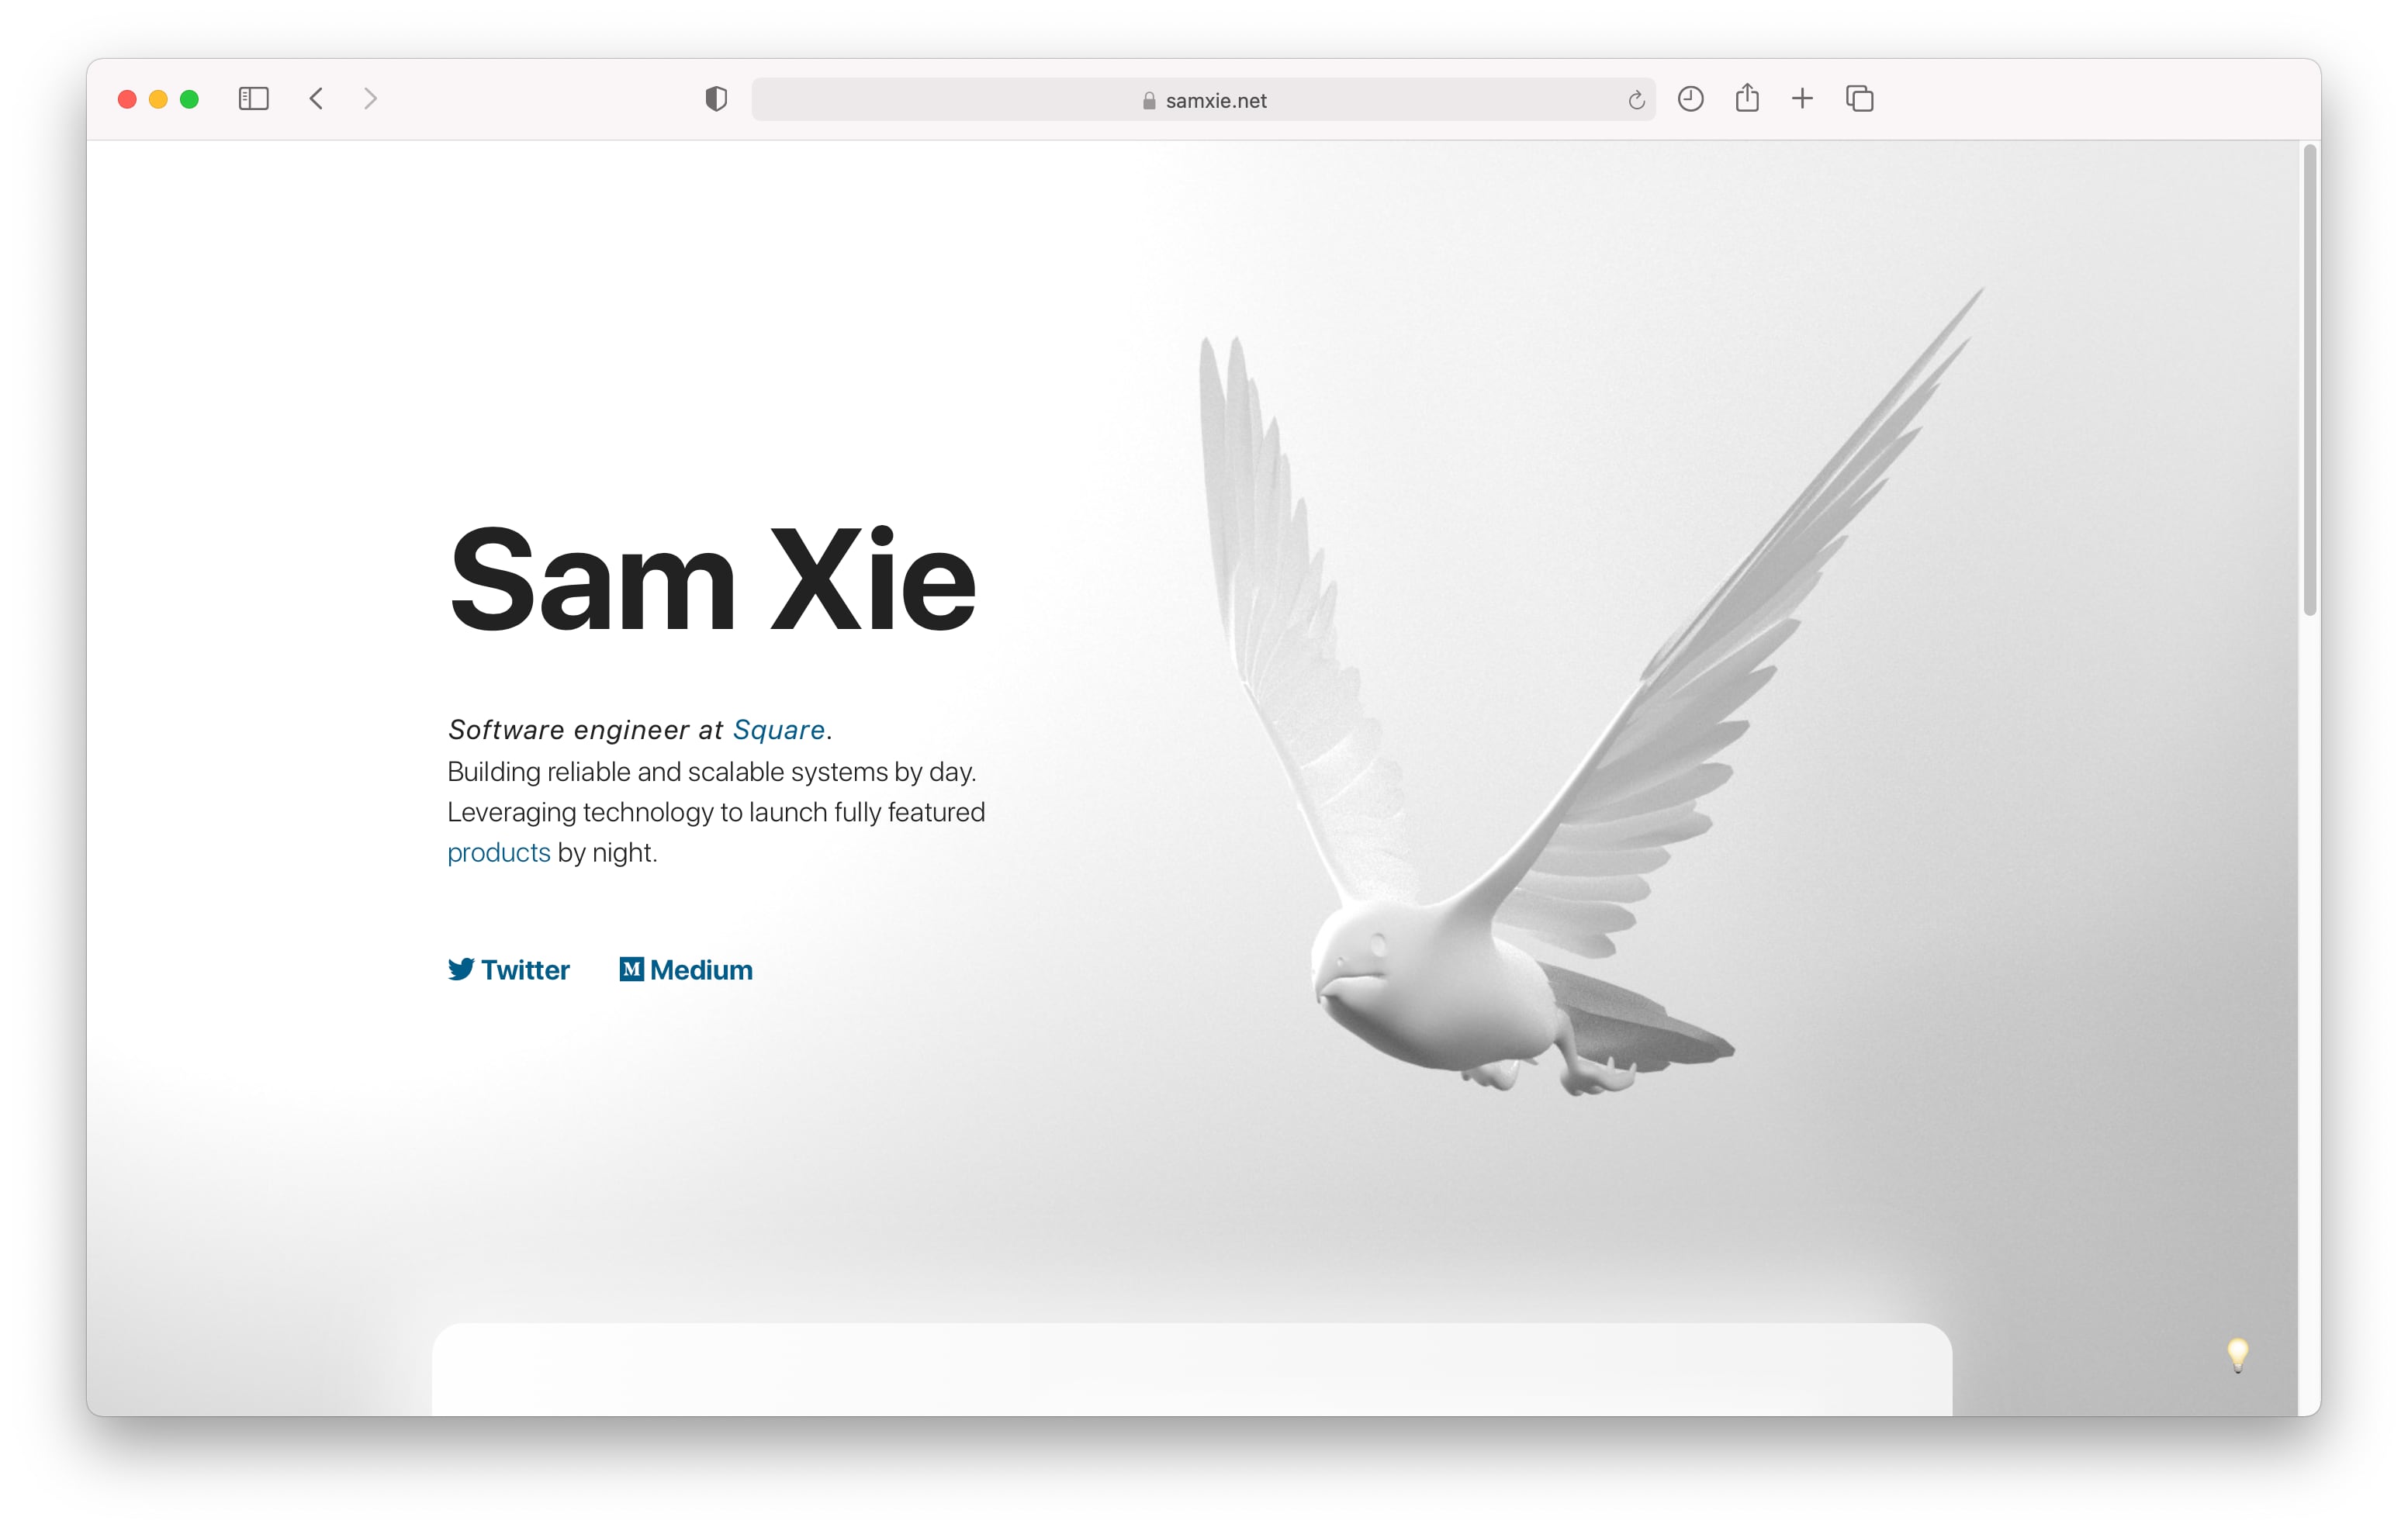 samxie.net
Sam Xie
Software engineer at Square.
Building reliable and scalable systems by day.
Leveraging technology to launch fully featured
products by night.
Twitter
M Medium